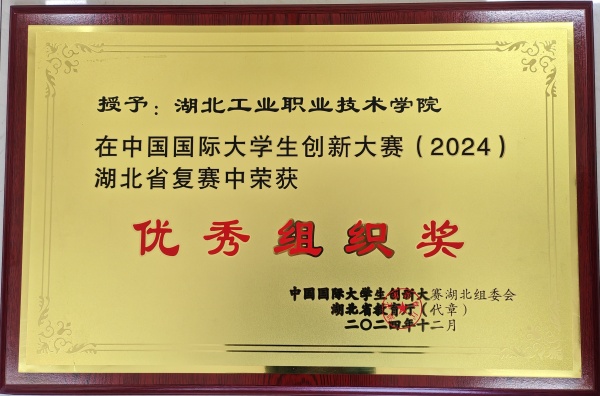 授予：湖北工业职业技术学院
在中国国际大学生创新大赛（2024）
湖北省复赛中荣获
优秀组织奖
中国国际大学生创新大赛湖北组委会
湖北省教育厅（代章）
二〇二四年十二月